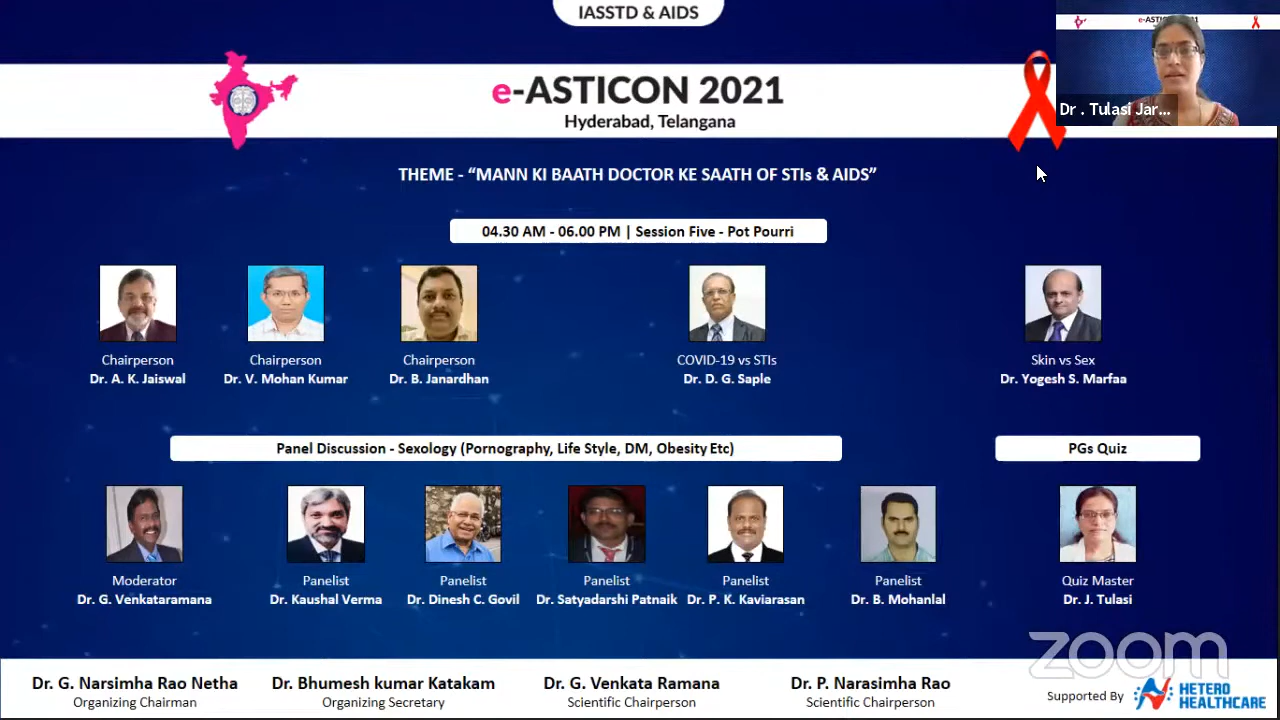 IASSTD & AIDS
e-ASTICON 2021
Hyderabad, Telangana
Dr . Tulasi Jar...
THEME - “MANN KI BAATH DOCTOR KE SAATH OF STIs & AIDS”
04.30 AM - 06.00 PM | Session Five - Pot Pourri
Chairperson
Dr. A. K. Jaiswal
Chairperson
Dr. V. Mohan Kumar
Chairperson
Dr. B. Janardhan
COVID-19 vs STIs
Dr. D. G. Saple
Skin vs Sex
Dr. Yogesh S. Marfaa
Panel Discussion - Sexology (Pornography, Life Style, DM, Obesity Etc)
PGs Quiz
Moderator
Dr. G. Venkataramana
Panelist
Dr. Kaushal Verma
Panelist
Dr. Dinesh C. Govil
Panelist
Dr. Satyadarshi Patnaik
Panelist
Dr. P. K. Kaviarasan
Panelist
Dr. B. Mohanlal
Quiz Master
Dr. J. Tulasi
zoom
Dr. G. Narsimha Rao Netha
Organizing Chairman
Dr. Bhumesh kumar Katakam
Organizing Secretary
Dr. G. Venkata Ramana
Scientific Chairperson
Dr. P. Narasimha Rao
Scientific Chairperson
Supported By
HETERO
HEALTHCARE